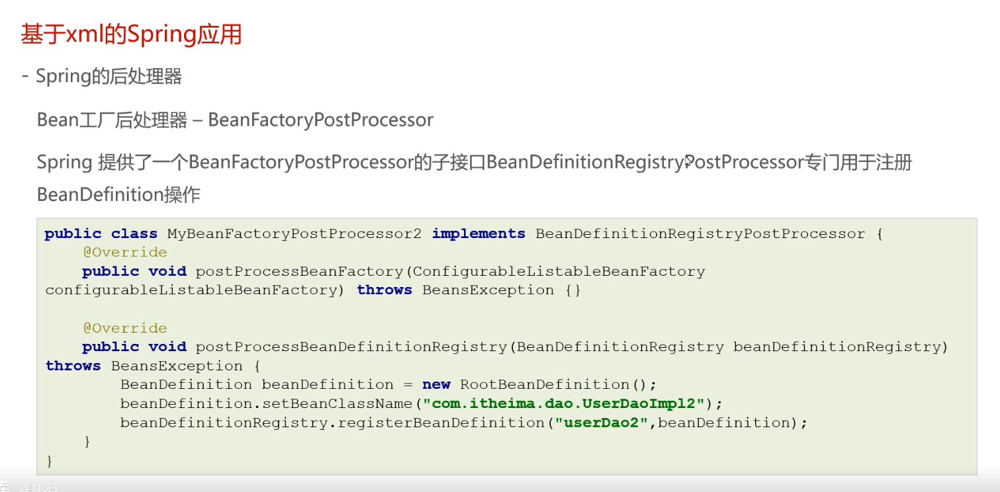 基于xml的Spring应用
- Spring的后处理器
Bean工厂后处理器 – BeanFactoryPostProcessor
Spring 提供了一个BeanFactoryPostProcessor的子接口BeanDefinitionRegistryPostProcessor专门用于注册
BeanDefinition操作
public class MyBeanFactoryPostProcessor2 implements BeanDefinitionRegistryPostProcessor {
@Override
public void postProcessBeanFactory(ConfigurableListableBeanFactory
configurableListableBeanFactory) throws BeansException {}
@Override
public void postProcessBeanDefinitionRegistry(BeanDefinitionRegistry beanDefinitionRegistry)
throws BeansException {
BeanDefinition beanDefinition = new RootBeanDefinition();
beanDefinition.setBeanClassName("com.itheima.dao.UserDaoImpl2");
beanDefinitionRegistry.registerBeanDefinition("userDao2",beanDefinition);
}
}
2月13日